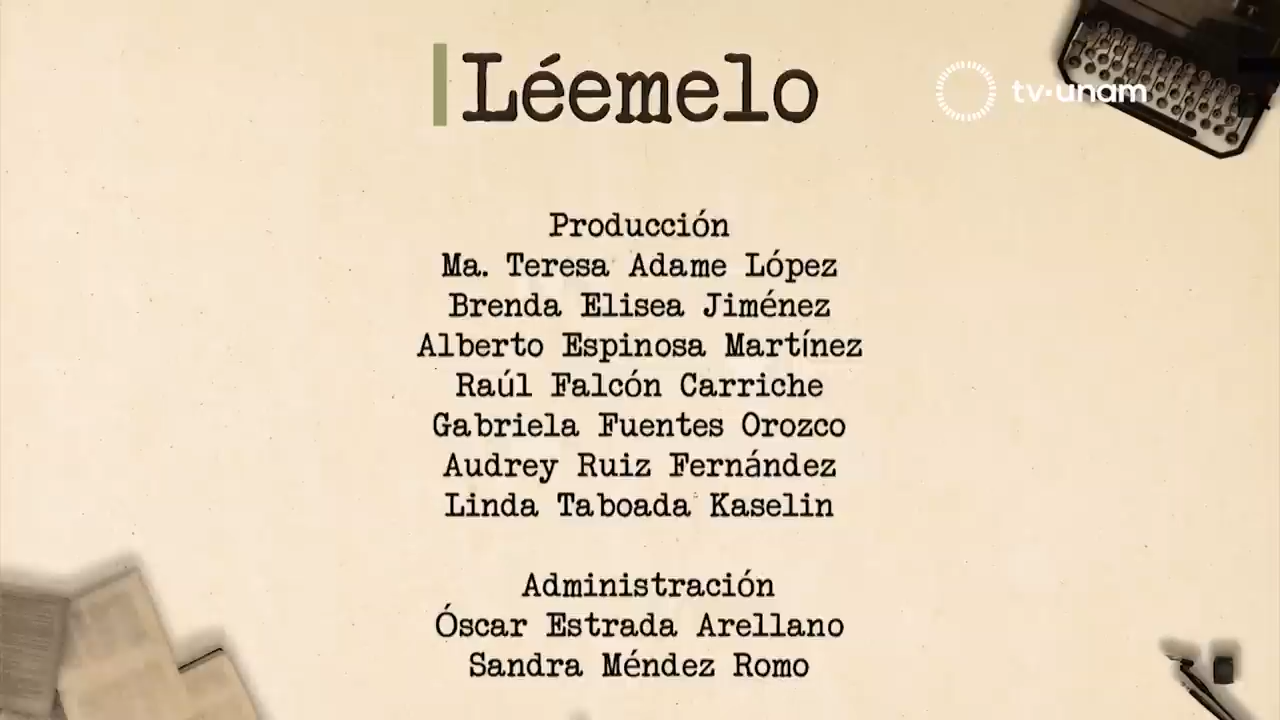 Léemelo
tv·unam
Producción
Ma. Teresa Adame López
Brenda Elisea Jiménez
Alberto Espinosa Martínez
Raúl Falcón Carriche
Gabriela Fuentes Orozco
Audrey Ruiz Fernández
Linda Taboada Kaselin
Administración
Óscar Estrada Arellano
Sandra Méndez Romo